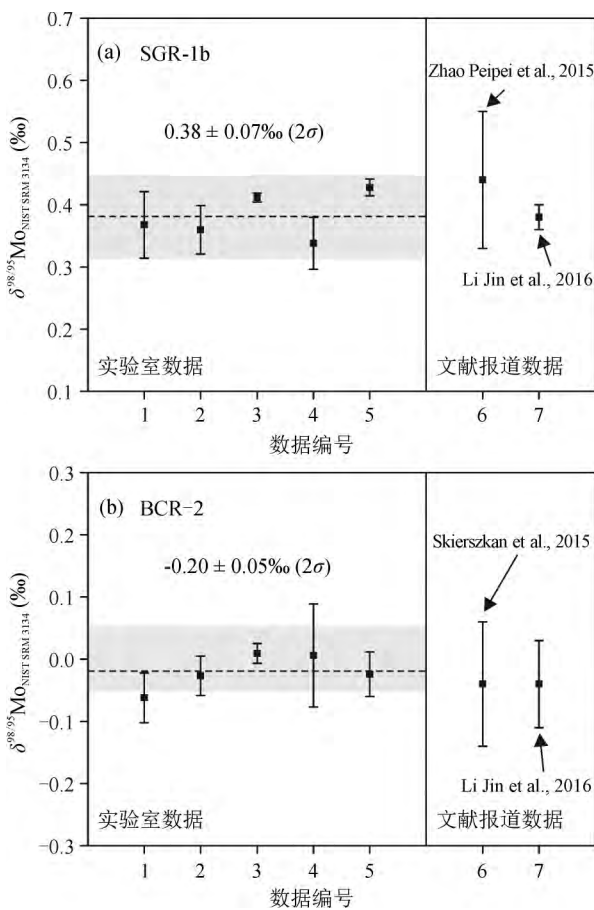 0.7
0.6
0.5
0.4
0.3
0.2
0.1
δ98/95MoNIST SRM 3134 (‰)
(a) SGR-1b
0.38 ± 0.07‰ (2σ)
Zhao Peipei et al., 2015
Li Jin et al., 2016
实验室数据
文献报道数据
1 2 3 4 5 6 7
数据编号
0.3
0.2
0.1
0.0
−0.1
−0.2
−0.3
δ98/95MoNIST SRM 3134 (‰)
(b) BCR-2
-0.20 ± 0.05‰ (2σ)
Skierszkan et al., 2015
Li Jin et al., 2016
实验室数据
文献报道数据
1 2 3 4 5 6 7
数据编号